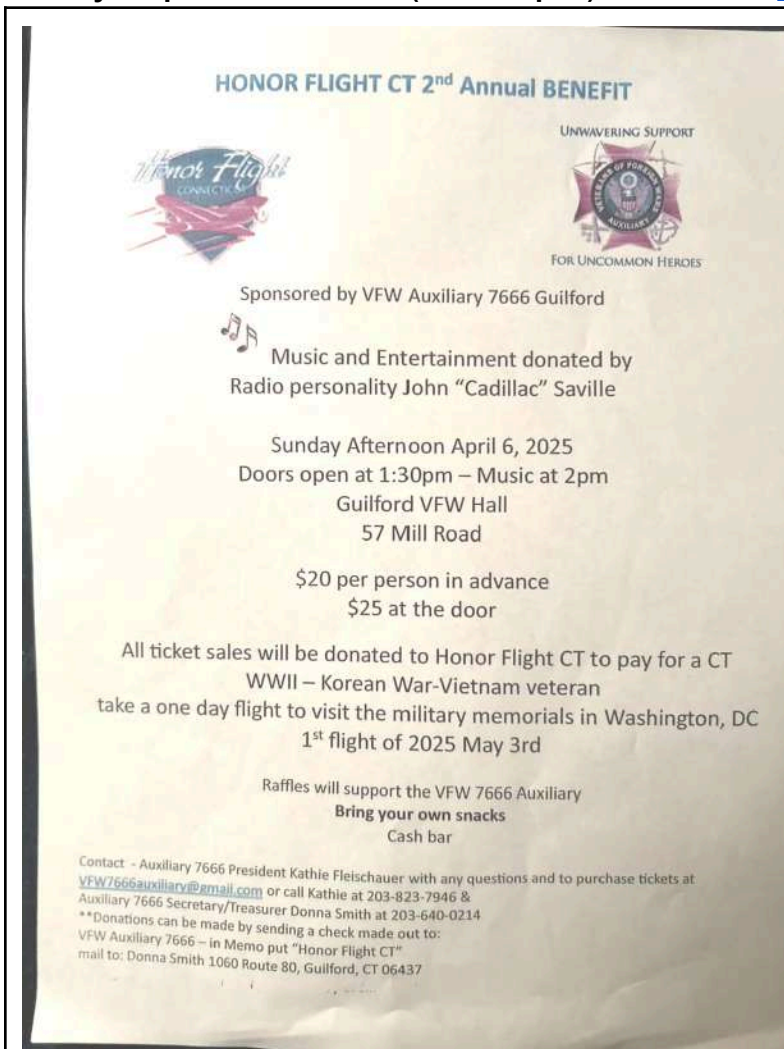 HONOR FLIGHT CT 2nd Annual BENEFIT
Honor Flight
CONNECTICUT
UNWAVERING SUPPORT
VETERANS OF FOREIGN WARS
AUXILIARY
FOR UNCOMMON HEROES
Sponsored by VFW Auxiliary 7666 Guilford
Music and Entertainment donated by
Radio personality John “Cadillac” Saville
Sunday Afternoon April 6, 2025
Doors open at 1:30pm – Music at 2pm
Guilford VFW Hall
57 Mill Road
$20 per person in advance
$25 at the door
All ticket sales will be donated to Honor Flight CT to pay for a CT
WWII – Korean War-Vietnam veteran
take a one day flight to visit the military memorials in Washington, DC
1st flight of 2025 May 3rd
Raffles will support the VFW 7666 Auxiliary
Bring your own snacks
Cash bar
Contact - Auxiliary 7666 President Kathie Fleischauer with any questions and to purchase tickets at
VFW7666auxiliary@gmail.com or call Kathie at 203-823-7946 &
Auxiliary 7666 Secretary/Treasurer Donna Smith at 203-640-0214
**Donations can be made by sending a check made out to:
VFW Auxiliary 7666 – in Memo put “Honor Flight CT”
mail to: Donna Smith 1060 Route 80, Guilford, CT 06437